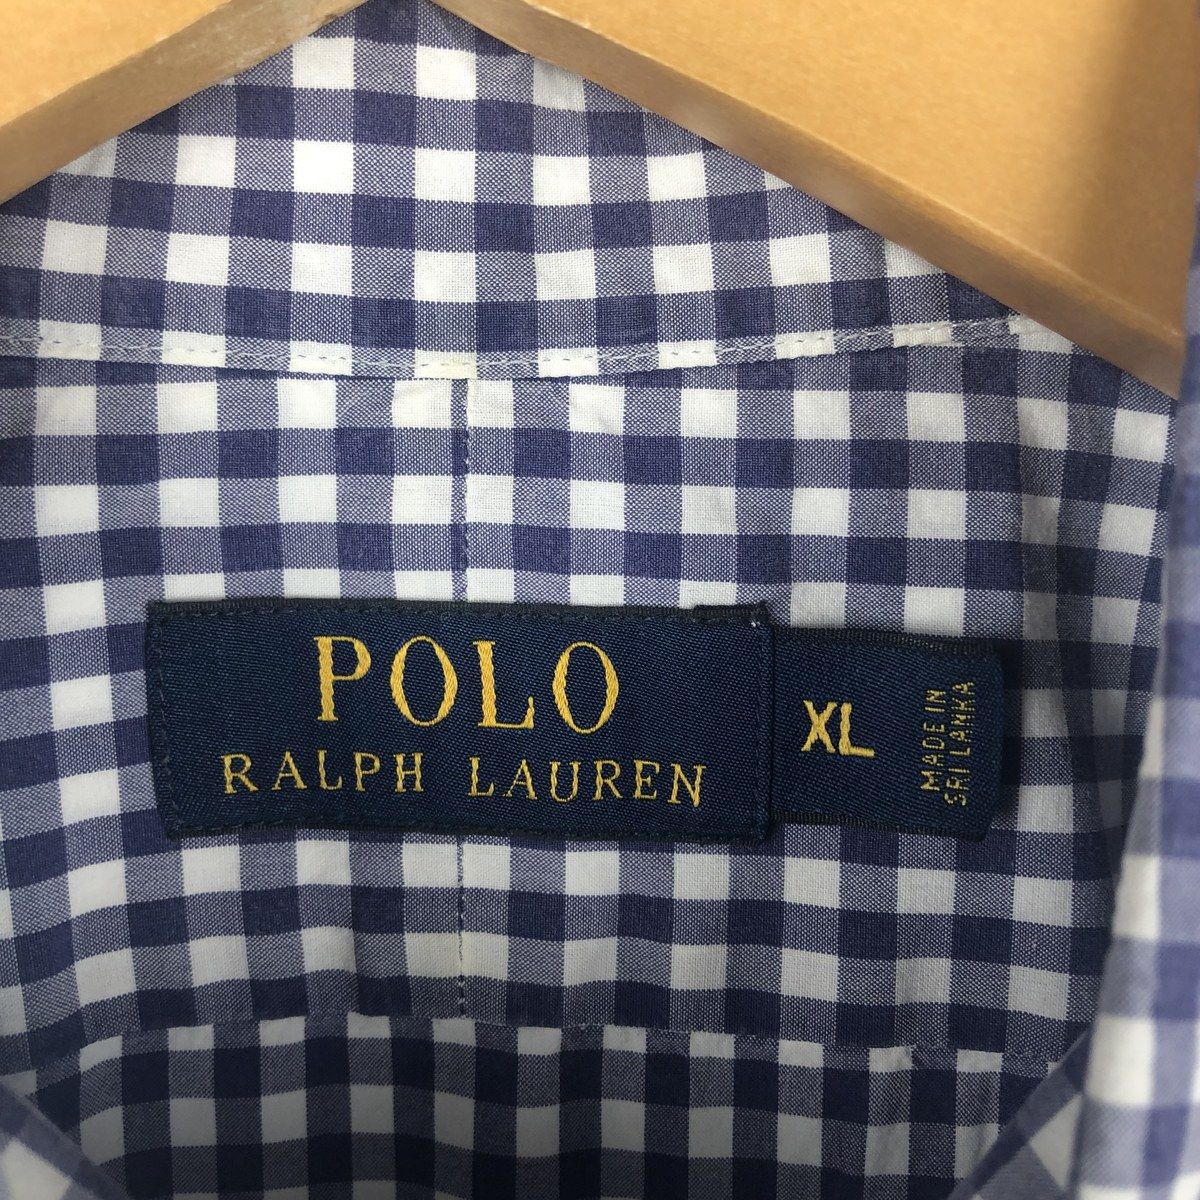 POLO
RALPH LAUREN
XL
MADE IN
SRI LANKA